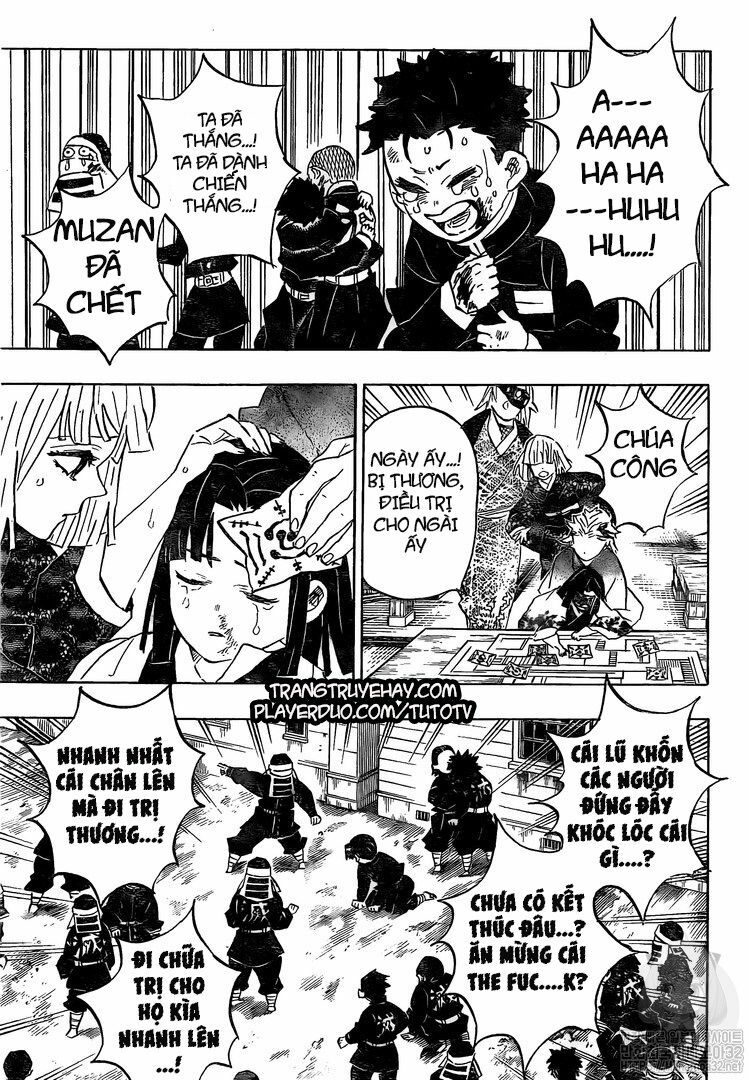 A---
AAAAA
HA HA
---HUHU
HU....!
TA ĐÃ
THẮNG...!
TA ĐÃ DÀNH
CHIẾN
THẮNG...!
MUZAN
ĐÃ
CHẾT
CHÚA
CÔNG
NGÀY ẤY...!
BỊ THƯƠNG,
ĐIỀU TRỊ
CHO NGÀI
ẤY
TRANGTRUYEHAY.COM
PLAYERDUO.COM/TUTOTV
CÁI LŨ KHỐN
CÁC NGƯỜI
ĐỨNG ĐẤY
KHÓC LÓC CÁI
GÌ....?
NHANH NHẤT
CÁI CHÂN LÊN
MÀ ĐI TRỊ
THƯƠNG...!
CHƯA CÓ KẾT
THÚC ĐÂU...?
ĂN MỪNG CÁI
THE FUC....K?
ĐI CHỮA
TRỊ CHO
HỌ KÌA
NHANH LÊN
...!